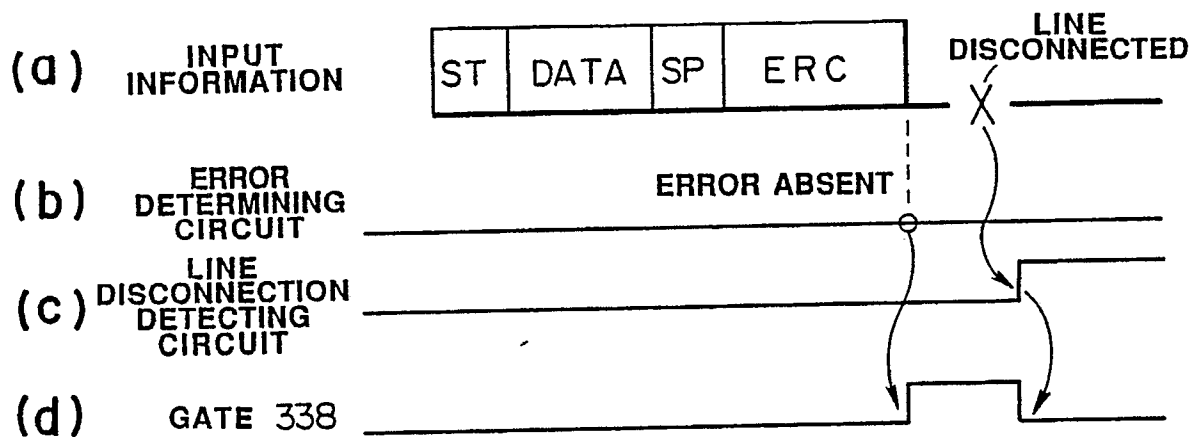 LINE
DISCONNECTED
(a)
INPUT
INFORMATION
ST DATA SP ERC
(b)
ERROR
DETERMINING
CIRCUIT
ERROR ABSENT
(c)
LINE
DISCONNECTION
DETECTING
CIRCUIT
(d)
GATE 338